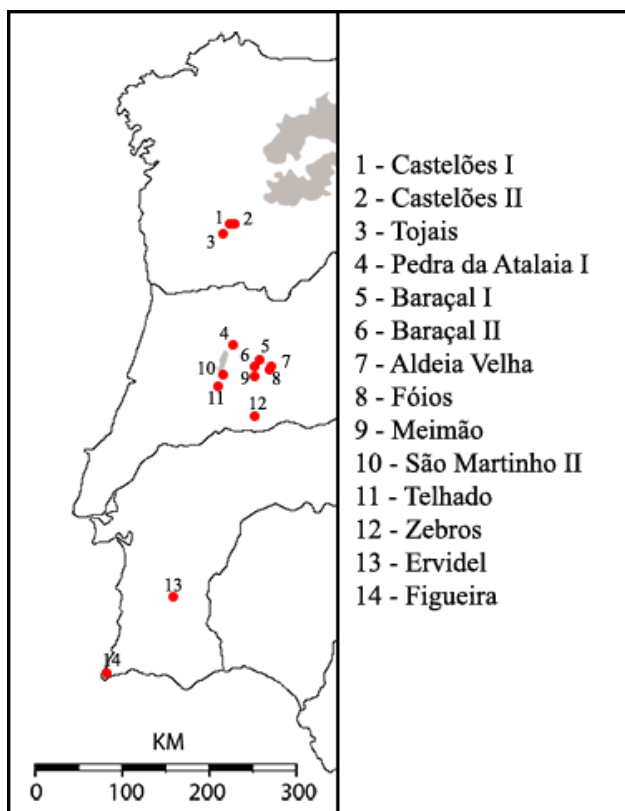 1
2
3
4
5
6
7
8
9
10
11
12
13
14
KM
0 100 200 300
1 - Castelões I
2 - Castelões II
3 - Tojais
4 - Pedra da Atalaia I
5 - Baraçal I
6 - Baraçal II
7 - Aldeia Velha
8 - Fóios
9 - Meimão
10 - São Martinho II
11 - Telhado
12 - Zebros
13 - Ervidel
14 - Figueira